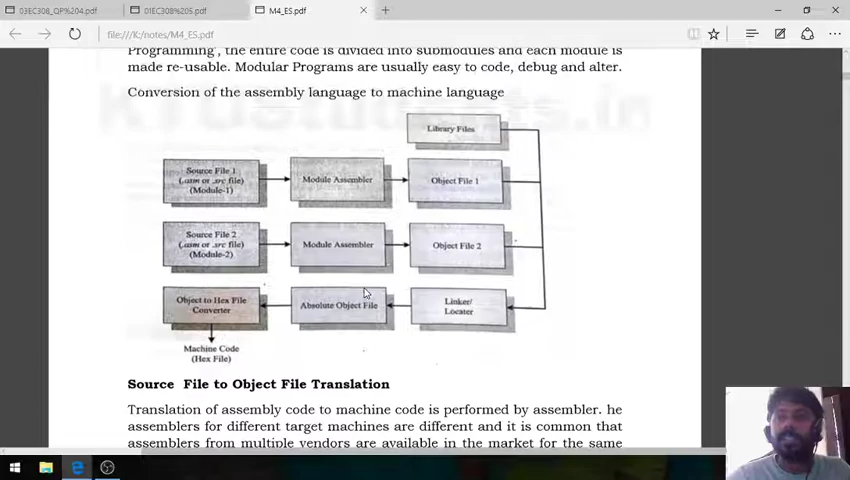 03EC308_QP%204.pdf
01EC308%205.pdf
M4_ES.pdf
file:///K:/notes/M4_ES.pdf
Programming', the entire code is divided into submodules and each module is
made re-usable. Modular Programs are usually easy to code, debug and alter.
Conversion of the assembly language to machine language
Library Files
Source File 1
(.asm or .src file)
(Module-1)
Module Assembler
Object File 1
Source File 2
(.asm or .src file)
(Module-2)
Module Assembler
Object File 2
Object to Hex File
Converter
Absolute Object File
Linker/
Locater
Machine Code
(Hex File)
Source File to Object File Translation
Translation of assembly code to machine code is performed by assembler. he
assemblers for different target machines are different and it is common that
assemblers from multiple vendors are available in the market for the same